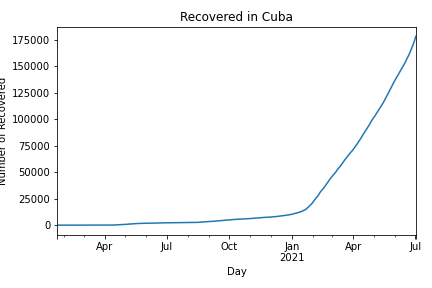 Recovered in Cuba
Number of Recovered
175000
150000
125000
100000
75000
50000
25000
0
Apr Jul Oct Jan Apr Jul
2021
Day